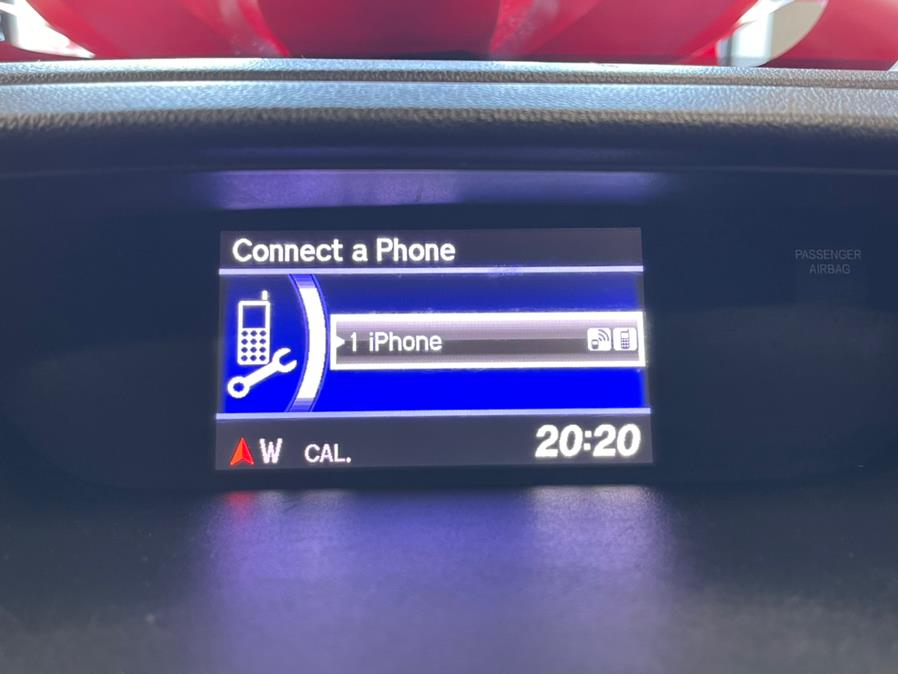 Connect a Phone
PASSENGER
AIRBAG
1 iPhone
W CAL. 20:20